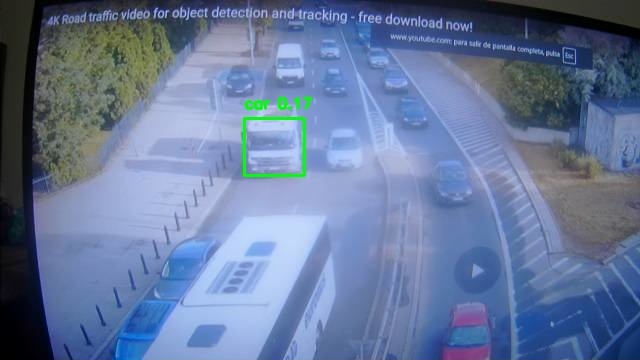 4K Road traffic video for object detection and tracking - free download now!
www.youtube.com: para salir de pantalla completa, pulsa Esc
car 0.17